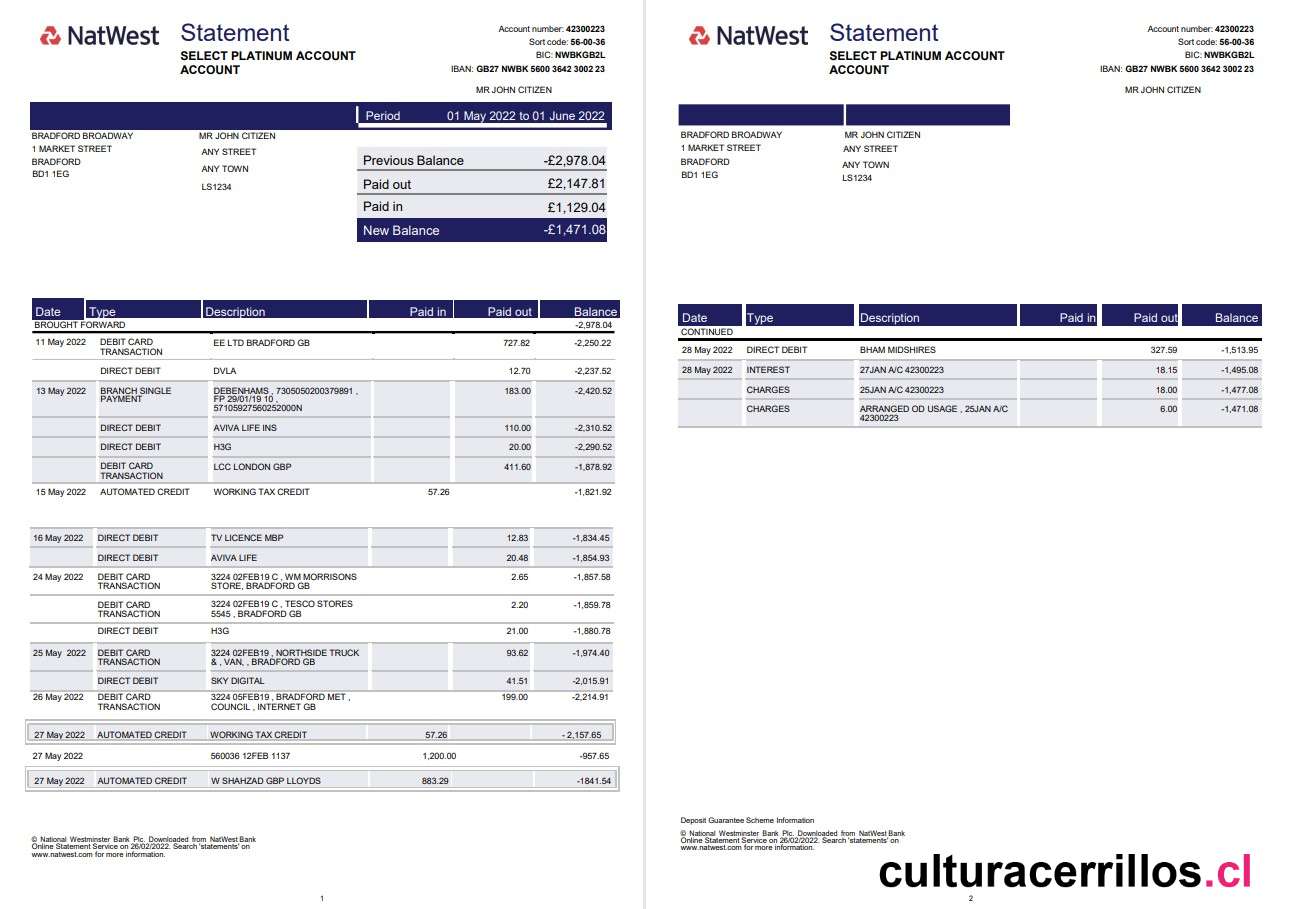 NatWest
Statement
SELECT PLATINUM ACCOUNT
ACCOUNT
Account number: 42300223
Sort code: 56-00-36
BIC: NWBKGB2L
IBAN: GB27 NWBK 5600 3642 3002 23
MR JOHN CITIZEN
Period 01 May 2022 to 01 June 2022
BRADFORD BROADWAY
1 MARKET STREET
BRADFORD
BD1 1EG
MR JOHN CITIZEN
ANY STREET
ANY TOWN
LS1234
Previous Balance -£2,978.04
Paid out £2,147.81
Paid in £1,129.04
New Balance -£1,471.08
Date Type Description Paid in Paid out Balance
BROUGHT FORWARD -2,978.04
11 May 2022 DEBIT CARD EE LTD BRADFORD GB 727.82 -2,250.22
TRANSACTION
DIRECT DEBIT DVLA 12.70 -2,237.52
13 May 2022 BRANCH SINGLE DEBENHAMS , 7305050200379891 , 183.00 -2,420.52
PAYMENT FP 29/01/19 10 ,
57105927560252000N
DIRECT DEBIT AVIVA LIFE INS 110.00 -2,310.52
DIRECT DEBIT H3G 20.00 -2,290.52
DEBIT CARD LCC LONDON GBP 411.60 -1,878.92
TRANSACTION
15 May 2022 AUTOMATED CREDIT WORKING TAX CREDIT 57.26 -1,821.92
16 May 2022 DIRECT DEBIT TV LICENCE MBP 12.83 -1,834.45
DIRECT DEBIT AVIVA LIFE 20.48 -1,854.93
24 May 2022 DEBIT CARD 3224 02FEB19 C , WM MORRISONS 2.65 -1,857.58
TRANSACTION STORE, BRADFORD GB
DEBIT CARD 3224 02FEB19 C , TESCO STORES 2.20 -1,859.78
TRANSACTION 5545 , BRADFORD GB
DIRECT DEBIT H3G 21.00 -1,880.78
25 May 2022 DEBIT CARD 3224 02FEB19 , NORTHSIDE TRUCK 93.62 -1,974.40
TRANSACTION & , VAN, , BRADFORD GB
DIRECT DEBIT SKY DIGITAL 41.51 -2,015.91
26 May 2022 DEBIT CARD 3224 05FEB19 , BRADFORD MET , 199.00 -2,214.91
TRANSACTION COUNCIL , INTERNET GB
27 May 2022 AUTOMATED CREDIT WORKING TAX CREDIT 57.26 - 2,157.65
27 May 2022 560036 12FEB 1137 1,200.00 -957.65
27 May 2022 AUTOMATED CREDIT W SHAHZAD GBP LLOYDS 883.29 -1841.54
© National Westminster Bank Plc. Downloaded from NatWest Bank
Online Statement Service on 26/02/2022. Search 'statements' on
www.natwest.com for more information.
1
NatWest
Statement
SELECT PLATINUM ACCOUNT
ACCOUNT
Account number: 42300223
Sort code: 56-00-36
BIC: NWBKGB2L
IBAN: GB27 NWBK 5600 3642 3002 23
MR JOHN CITIZEN
BRADFORD BROADWAY
1 MARKET STREET
BRADFORD
BD1 1EG
MR JOHN CITIZEN
ANY STREET
ANY TOWN
LS1234
Date Type Description Paid in Paid out Balance
CONTINUED
28 May 2022 DIRECT DEBIT BHAM MIDSHIRES 327.59 -1,513.95
28 May 2022 INTEREST 27JAN A/C 42300223 18.15 -1,495.08
CHARGES 25JAN A/C 42300223 18.00 -1,477.08
CHARGES ARRANGED OD USAGE , 25JAN A/C 6.00 -1,471.08
42300223
Deposit Guarantee Scheme Information
© National Westminster Bank Plc. Downloaded from NatWest Bank
Online Statement Service on 26/02/2022. Search 'statements' on
www.natwest.com for more information.
culturacerrillos.cl
2